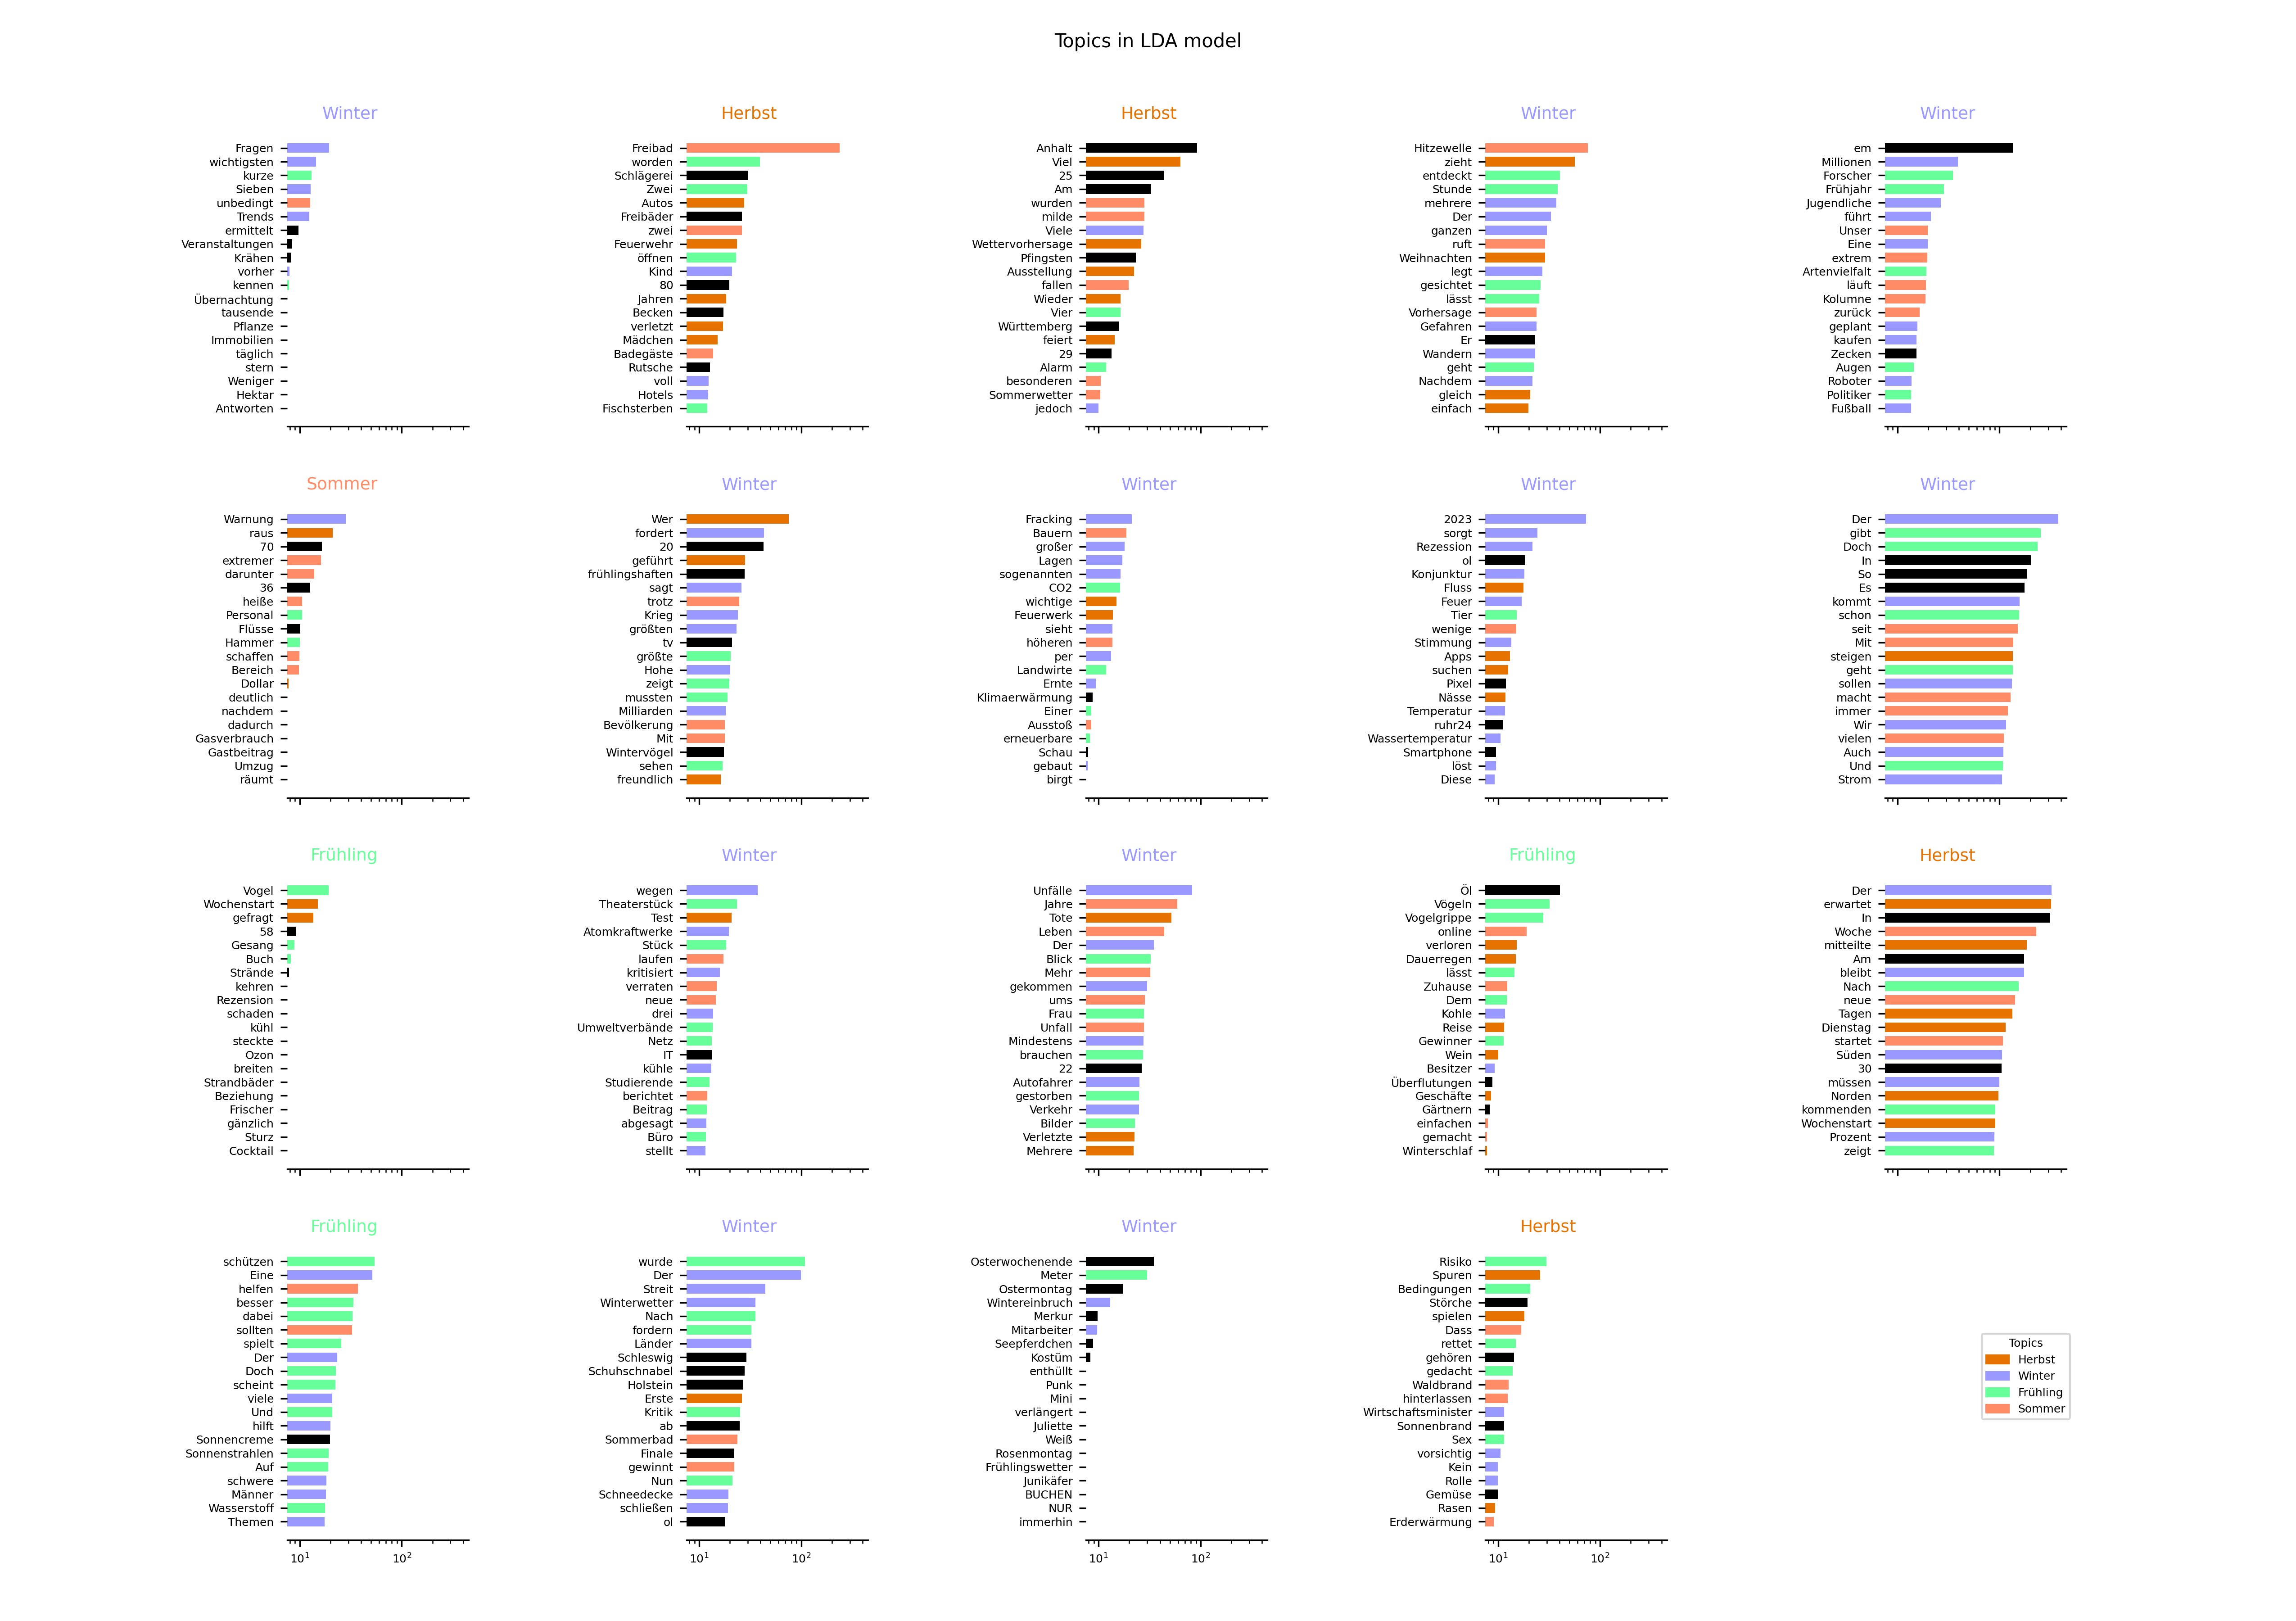 Topics in LDA model
Winter
Fragen
wichtigsten
kurze
Sieben
unbedingt
Trends
ermittelt
Veranstaltungen
Krähen
vorher
kennen
Übernachtung
tausende
Pflanze
Immobilien
täglich
stern
Weniger
Hektar
Antworten
Herbst
Freibad
worden
Schlägerei
Zwei
Autos
Freibäder
zwei
Feuerwehr
öffnen
Kind
80
Jahren
Becken
verletzt
Mädchen
Badegäste
Rutsche
voll
Hotels
Fischsterben
Herbst
Anhalt
Viel
25
Am
wurden
milde
Viele
Wettervorhersage
Pfingsten
Ausstellung
fallen
Wieder
Vier
Württemberg
feiert
29
Alarm
besonderen
Sommerwetter
jedoch
Winter
Hitzewelle
zieht
entdeckt
Stunde
mehrere
Der
ganzen
ruft
Weihnachten
legt
gesichtet
lässt
Vorhersage
Gefahren
Er
Wandern
geht
Nachdem
gleich
einfach
Winter
em
Millionen
Forscher
Frühjahr
Jugendliche
führt
Unser
Eine
extrem
Artenvielfalt
läuft
Kolumne
zurück
geplant
kaufen
Zecken
Augen
Roboter
Politiker
Fußball
Sommer
Warnung
raus
70
extremer
darunter
36
heiße
Personal
Flüsse
Hammer
schaffen
Bereich
Dollar
deutlich
nachdem
dadurch
Gasverbrauch
Gastbeitrag
Umzug
räumt
Winter
Wer
fordert
20
geführt
frühlingshaften
sagt
trotz
Krieg
größten
tv
größte
Hohe
zeigt
mussten
Milliarden
Bevölkerung
Mit
Wintervögel
sehen
freundlich
Winter
Fracking
Bauern
großer
Lagen
sogenannten
CO2
wichtige
Feuerwerk
sieht
höheren
per
Landwirte
Ernte
Klimaerwärmung
Einer
Ausstoß
erneuerbare
Schau
gebaut
birgt
Winter
2023
sorgt
Rezession
ol
Konjunktur
Fluss
Feuer
Tier
wenige
Stimmung
Apps
suchen
Pixel
Nässe
Temperatur
ruhr24
Wassertemperatur
Smartphone
löst
Diese
Winter
Der
gibt
Doch
In
So
Es
kommt
schon
seit
Mit
steigen
geht
sollen
macht
immer
Wir
vielen
Auch
Und
Strom
Frühling
Vogel
Wochenstart
gefragt
58
Gesang
Buch
Strände
kehren
Rezension
schaden
kühl
steckte
Ozon
breiten
Strandbäder
Beziehung
Frischer
gänzlich
Sturz
Cocktail
Winter
wegen
Theaterstück
Test
Atomkraftwerke
Stück
laufen
kritisiert
verraten
neue
drei
Umweltverbände
Netz
IT
kühle
Studierende
berichtet
Beitrag
abgesagt
Büro
stellt
Winter
Unfälle
Jahre
Tote
Leben
Der
Blick
Mehr
gekommen
ums
Frau
Unfall
Mindestens
brauchen
22
Autofahrer
gestorben
Verkehr
Bilder
Verletzte
Mehrere
Frühling
Öl
Vögeln
Vogelgrippe
online
verloren
Dauerregen
lässt
Zuhause
Dem
Kohle
Reise
Gewinner
Wein
Besitzer
Überflutungen
Geschäfte
Gärtnern
einfachen
gemacht
Winterschlaf
Herbst
Der
erwartet
In
Woche
mitteilte
Am
bleibt
Nach
neue
Tagen
Dienstag
startet
Süden
30
müssen
Norden
kommenden
Wochenstart
Prozent
zeigt
Frühling
schützen
Eine
helfen
besser
dabei
sollten
spielt
Der
Doch
scheint
viele
Und
hilft
Sonnencreme
Sonnenstrahlen
Auf
schwere
Männer
Wasserstoff
Themen
10¹ 10²
Winter
wurde
Der
Streit
Winterwetter
Nach
fordern
Länder
Schleswig
Schuhschnabel
Holstein
Erste
Kritik
ab
Sommerbad
Finale
gewinnt
Nun
Schneedecke
schließen
ol
10¹ 10²
Winter
Osterwochenende
Meter
Ostermontag
Wintereinbruch
Merkur
Mitarbeiter
Seepferdchen
Kostüm
enthüllt
Punk
Mini
verlängert
Juliette
Weiß
Rosenmontag
Frühlingswetter
Junikäfer
BUCHEN
NUR
immerhin
10¹ 10²
Herbst
Risiko
Spuren
Bedingungen
Störche
spielen
Dass
rettet
gehören
gedacht
Waldbrand
hinterlassen
Wirtschaftsminister
Sonnenbrand
Sex
vorsichtig
Kein
Rolle
Gemüse
Rasen
Erderwärmung
10¹ 10²
Topics
Herbst
Winter
Frühling
Sommer